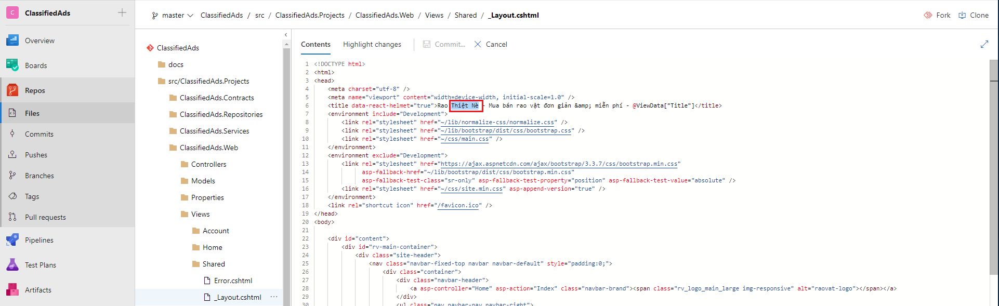 C ClassifiedAds
Overview
Boards
Repos
Files
Commits
Pushes
Branches
Tags
Pull requests
Pipelines
Test Plans
Artifacts
master ClassifiedAds / src / ClassifiedAds.Projects / ClassifiedAds.Web / Views / Shared / _Layout.cshtml
Fork Clone
ClassifiedAds
docs
src/ClassifiedAds.Projects
ClassifiedAds.Contracts
ClassifiedAds.Repositories
ClassifiedAds.Services
ClassifiedAds.Web
Controllers
Models
Properties
Views
Account
Home
Shared
Error.cshtml
_Layout.cshtml ...
Contents Highlight changes Commit... Cancel
1 <!DOCTYPE html>
2 <html>
3 <head>
4 <meta charset="utf-8" />
5 <meta name="viewport" content="width=device-width, initial-scale=1.0" />
6 <title data-react-helmet="true">Rao Thiệt Nè - Mua bán rao vặt đơn giản &amp; miễn phí - @ViewData["Title"]</title>
7 <environment include="Development">
8 <link rel="stylesheet" href="~/lib/normalize-css/normalize.css" />
9 <link rel="stylesheet" href="~/lib/bootstrap/dist/css/bootstrap.css" />
10 <link rel="stylesheet" href="~/css/main.css" />
11 </environment>
12 <environment exclude="Development">
13 <link rel="stylesheet" href="https://ajax.aspnetcdn.com/ajax/bootstrap/3.3.7/css/bootstrap.min.css"
14 asp-fallback-href="~/lib/bootstrap/dist/css/bootstrap.min.css"
15 asp-fallback-test-class="sr-only" asp-fallback-test-property="position" asp-fallback-test-value="absolute" />
16 <link rel="stylesheet" href="~/css/site.min.css" asp-append-version="true" />
17 </environment>
18 <link rel="shortcut icon" href="/favicon.ico" />
19 </head>
20 <body>
21
22 <div id="content">
23 <div id="rv-main-container">
24 <div class="site-header">
25 <nav class="navbar-fixed-top navbar navbar-default" style="padding:0;">
26 <div class="container">
27 <div class="navbar-header">
28 <a asp-controller="Home" asp-action="Index" class="navbar-brand"><span class="rv_logo_main_large img-responsive" alt="raovat-logo"></span></a>
29 </div>
30 <ul class="nav navbar-nav navbar-right">